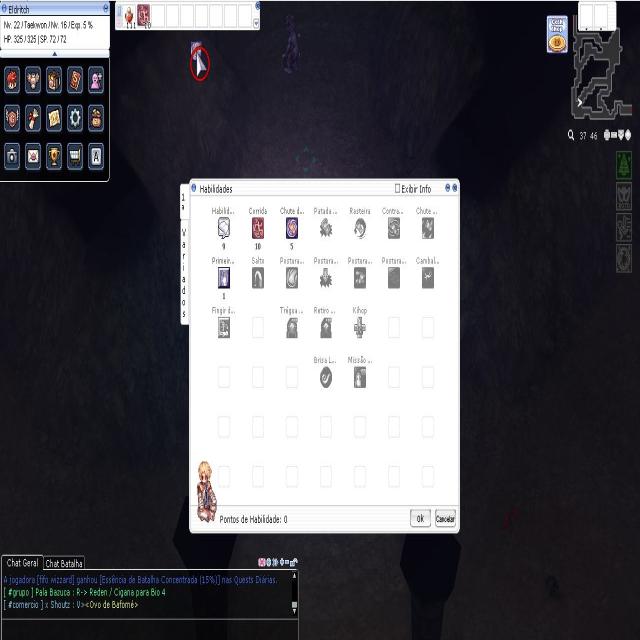 Eldritch
Nv. 22 / Taekwon / Nv. 16 / Exp. 5 %
HP. 325 / 325 | SP. 72 / 72
37 46
Habilidades
Exibir Info
1a
Variados
Habilid... Corrida Chute d... Patada ... Rasteira Contra... Chute ...
9 10 5
Primeir... Salto Postura... Postura... Postura... Postura... Cambal...
1
Fingir d... Trégua... Retiro ... Kihop
Brisa L... Missão ...
Pontos de Habilidade: 0
Ok Cancelar
Chat Geral Chat Batalha
A jogadora [fifo wizzard] ganhou [Essência de Batalha Concentrada (15%)] nas Quests Diárias.
[ #grupo ] Pala Bazuca : R-> Reden / Cigana para Bio 4
[ #comercio ] x Shoutz : V><Ovo de Bafomé>